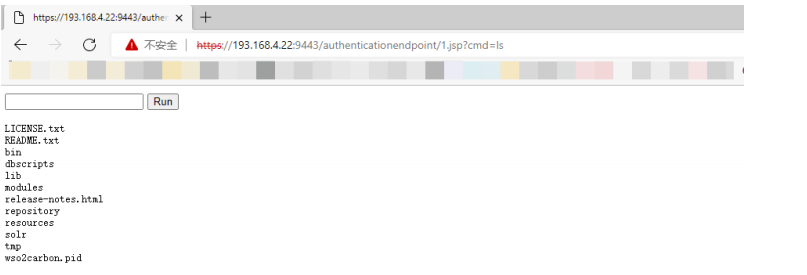 https://193.168.4.22:9443/authen
不安全 | https://193.168.4.22:9443/authenticationendpoint/1.jsp?cmd=ls
Run
LICENSE.txt
README.txt
bin
dbscripts
lib
modules
release-notes.html
repository
resources
solr
tmp
wso2carbon.pid